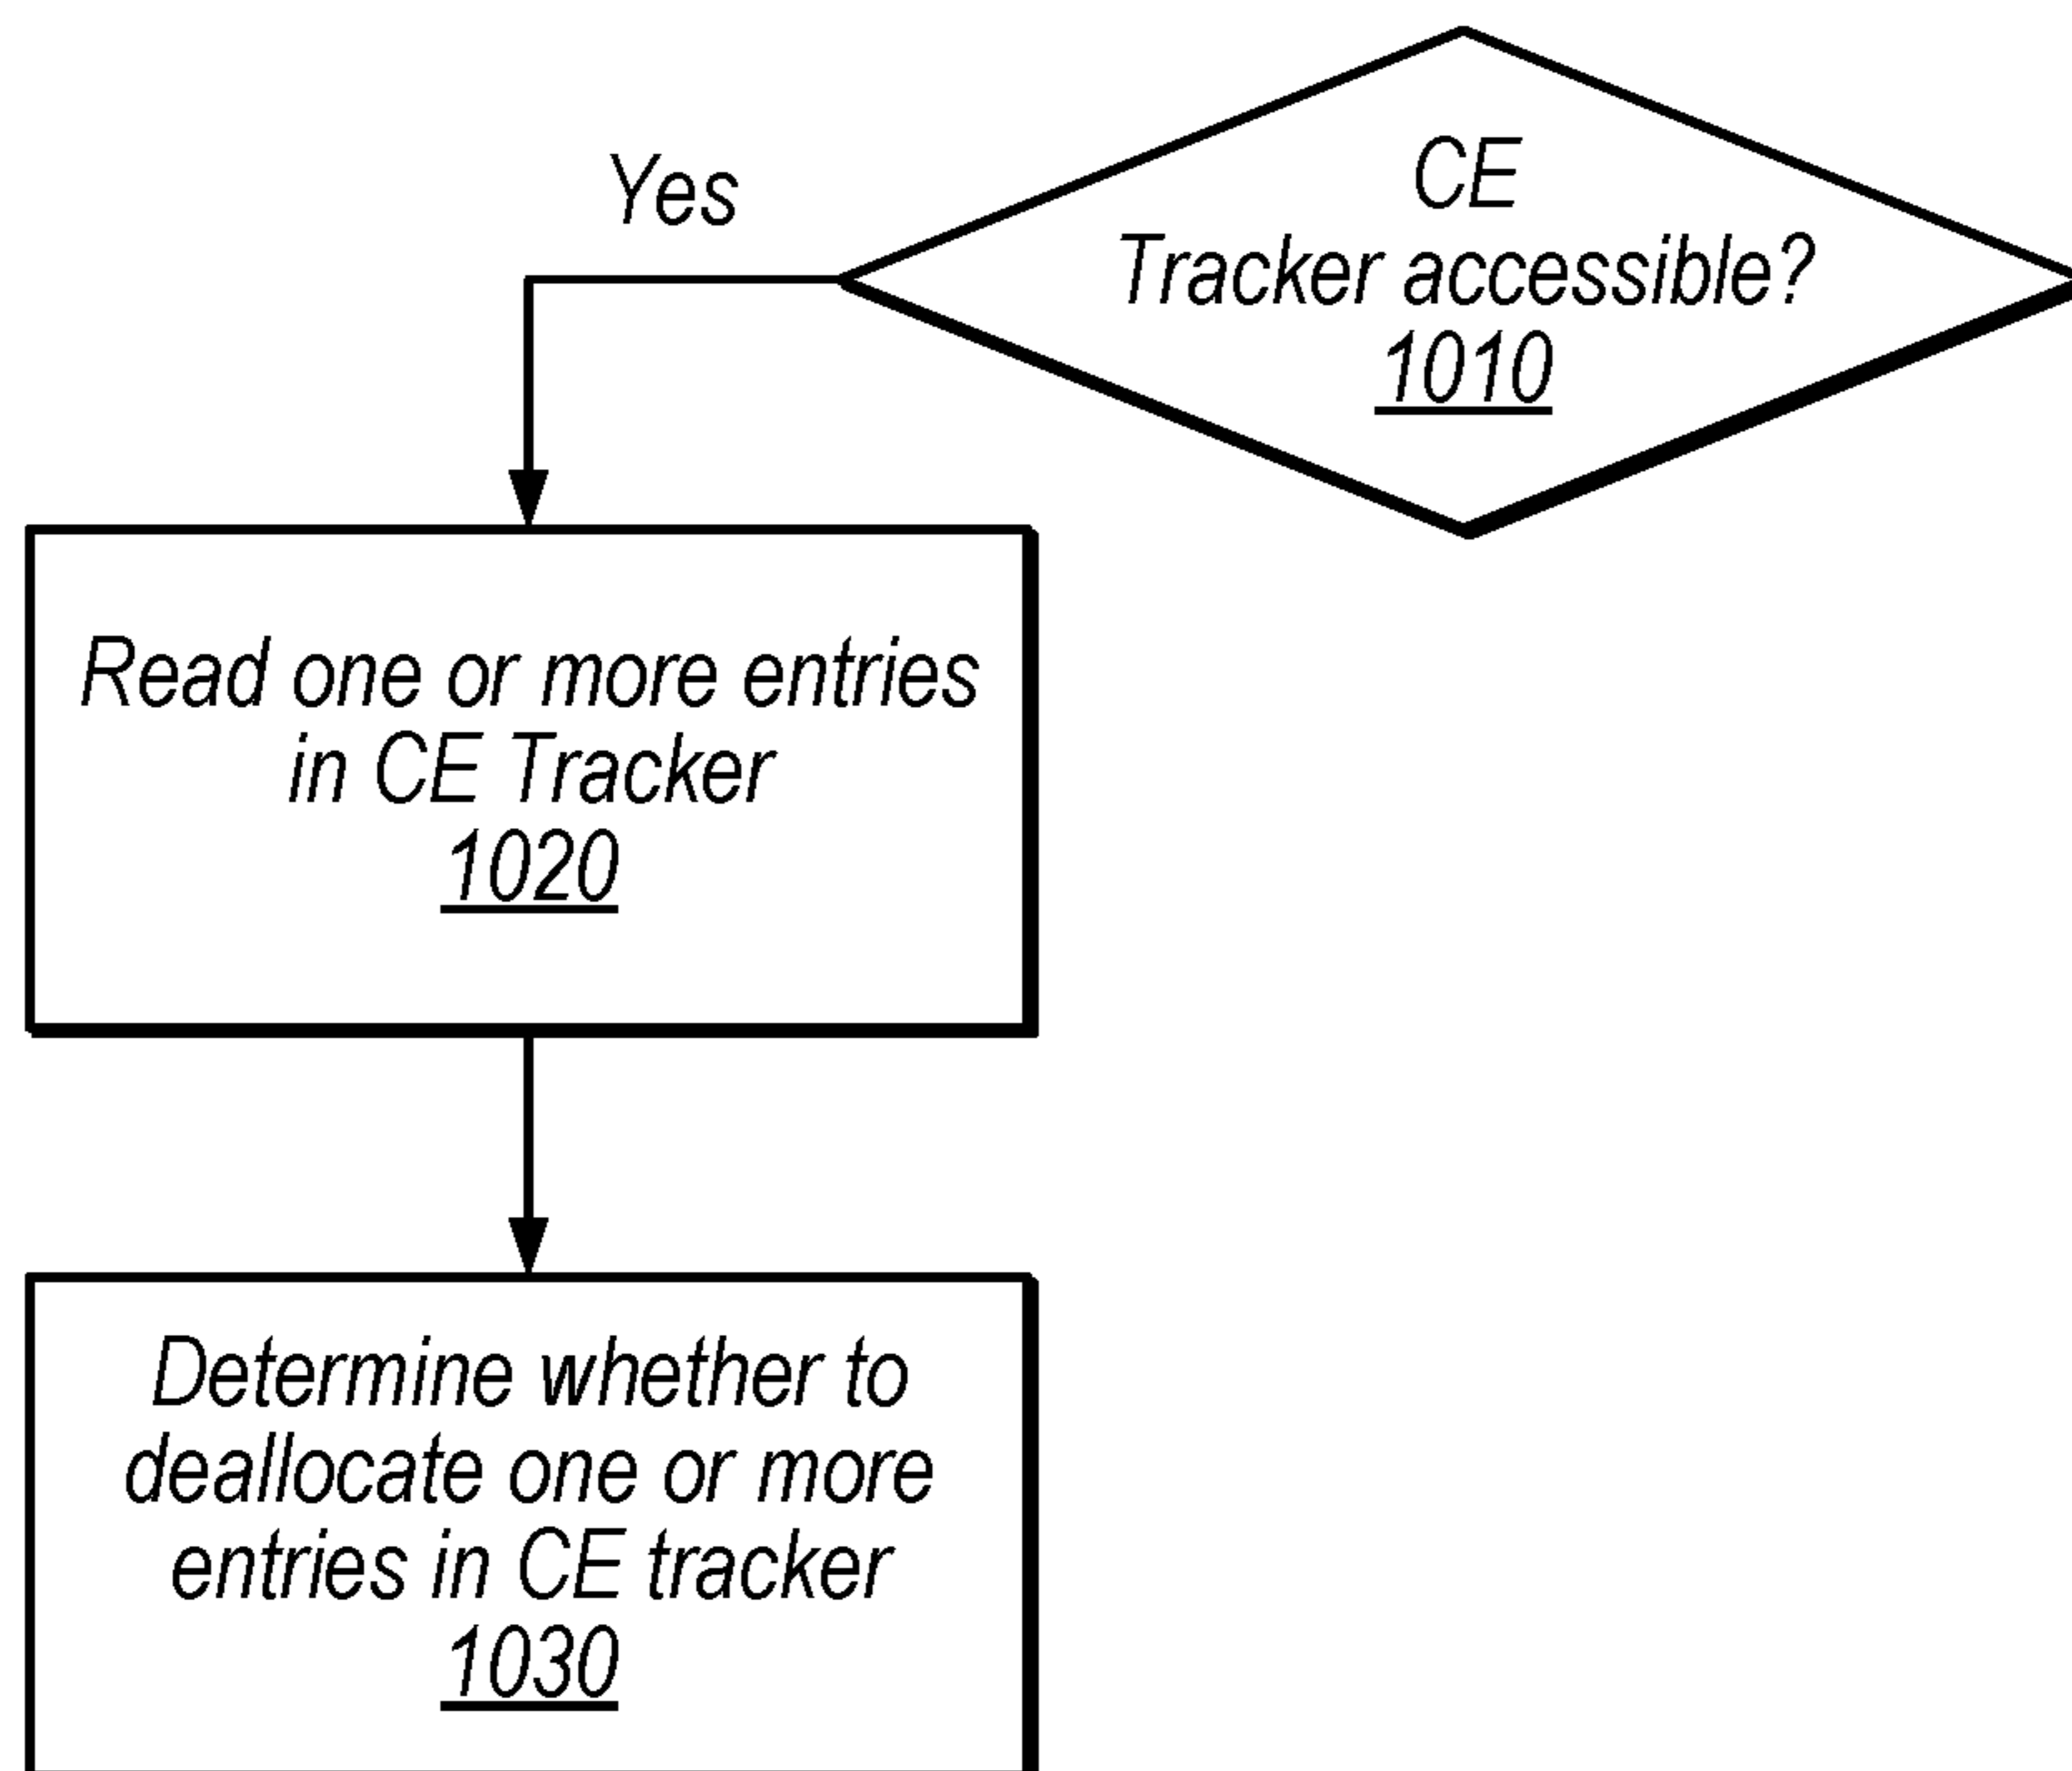 CE
Tracker accessible?
1010
Yes
Read one or more entries
in CE Tracker
1020
Determine whether to
deallocate one or more
entries in CE tracker
1030